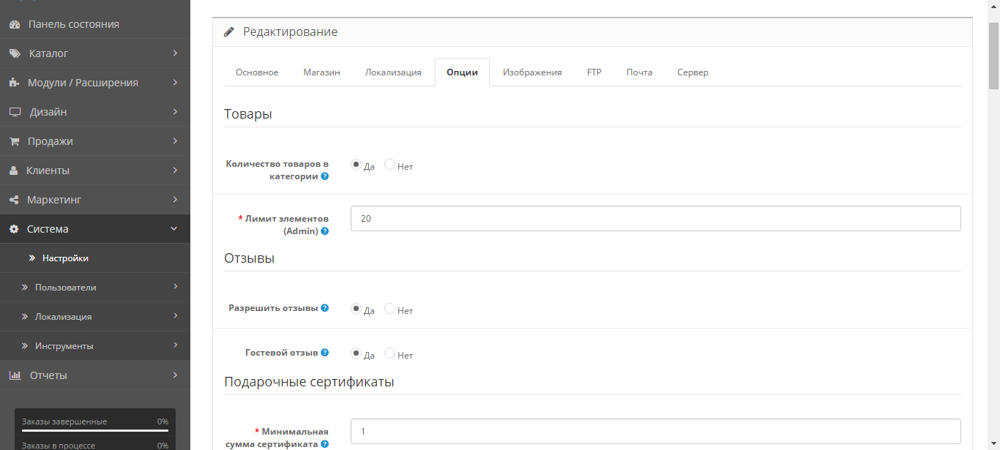 Панель состояния
Каталог
Модули / Расширения
Дизайн
Продажи
Клиенты
Маркетинг
Система
Настройки
Пользователи
Локализация
Инструменты
Отчеты
Заказы завершенные 0%
Заказы в процессе 0%
Редактирование
Основное Магазин Локализация Опции Изображения FTP Почта Сервер
Товары
Количество товаров в
категории ?
Да Нет
* Лимит элементов
(Admin) ?
20
Отзывы
Разрешить отзывы ?
Да Нет
Гостевой отзыв ?
Да Нет
Подарочные сертификаты
* Минимальная
сумма сертификата ?
1